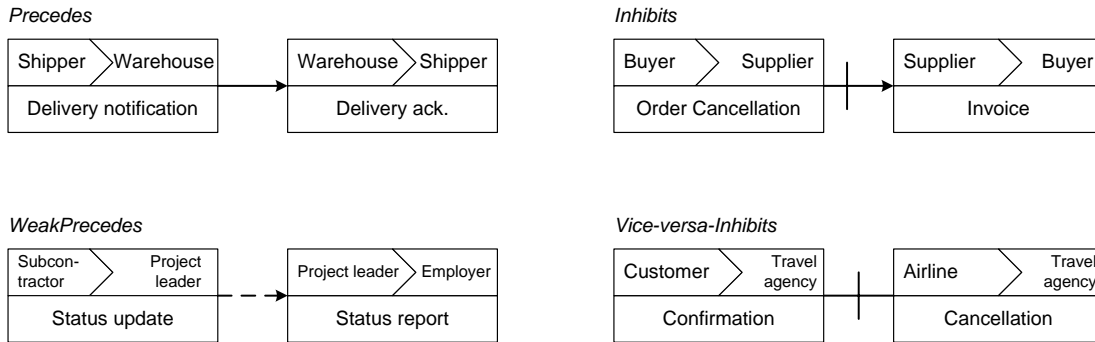 Precedes
Shipper Warehouse
Delivery notification
Warehouse Shipper
Delivery ack.
Inhibits
Buyer Supplier
Order Cancellation
Supplier Buyer
Invoice
WeakPrecedes
Subcon-
tractor
Project
leader
Status update
Project leader Employer
Status report
Vice-versa-Inhibits
Customer
Travel
agency
Confirmation
Airline
Travel
agency
Cancellation